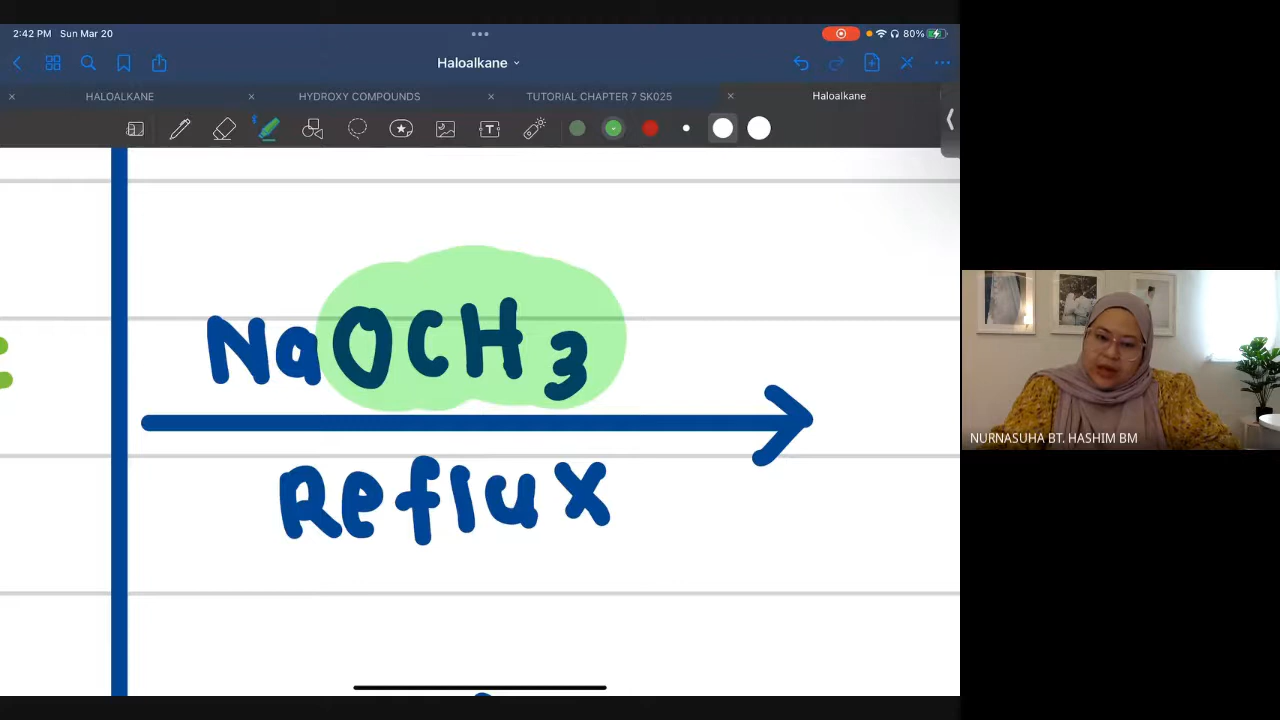 2:42 PM Sun Mar 20
80%
Haloalkane
HALOALKANE
HYDROXY COMPOUNDS
TUTORIAL CHAPTER 7 SK025
Haloalkane
NaOCH3
Reflux
NURNASUHA BT. HASHIM BM